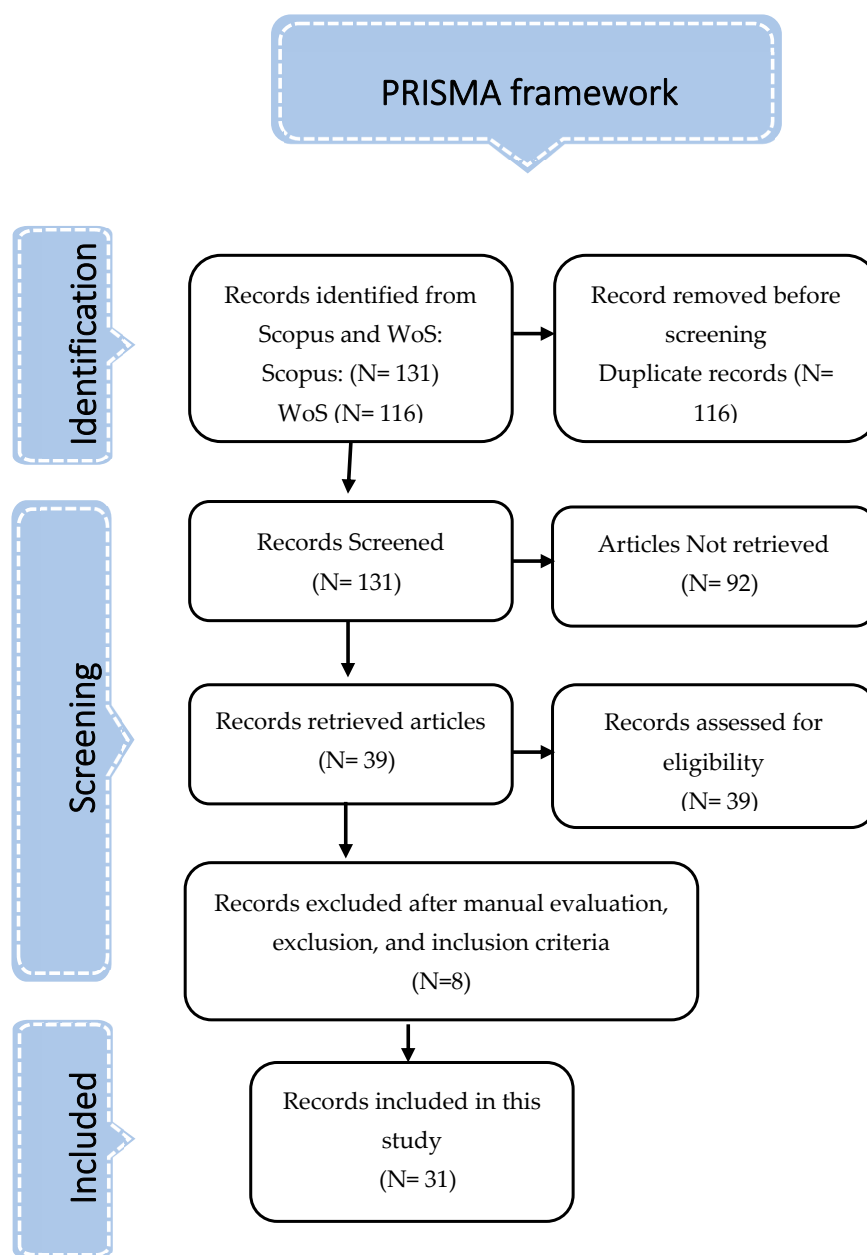 PRISMA framework
Identification
Records identified from
Scopus and WoS:
Scopus: (N= 131)
WoS (N= 116)
Record removed before
screening
Duplicate records (N=
116)
Screening
Records Screened
(N= 131)
Articles Not retrieved
(N= 92)
Records retrieved articles
(N= 39)
Records assessed for
eligibility
(N= 39)
Records excluded after manual evaluation,
exclusion, and inclusion criteria
(N=8)
Included
Records included in this
study
(N= 31)